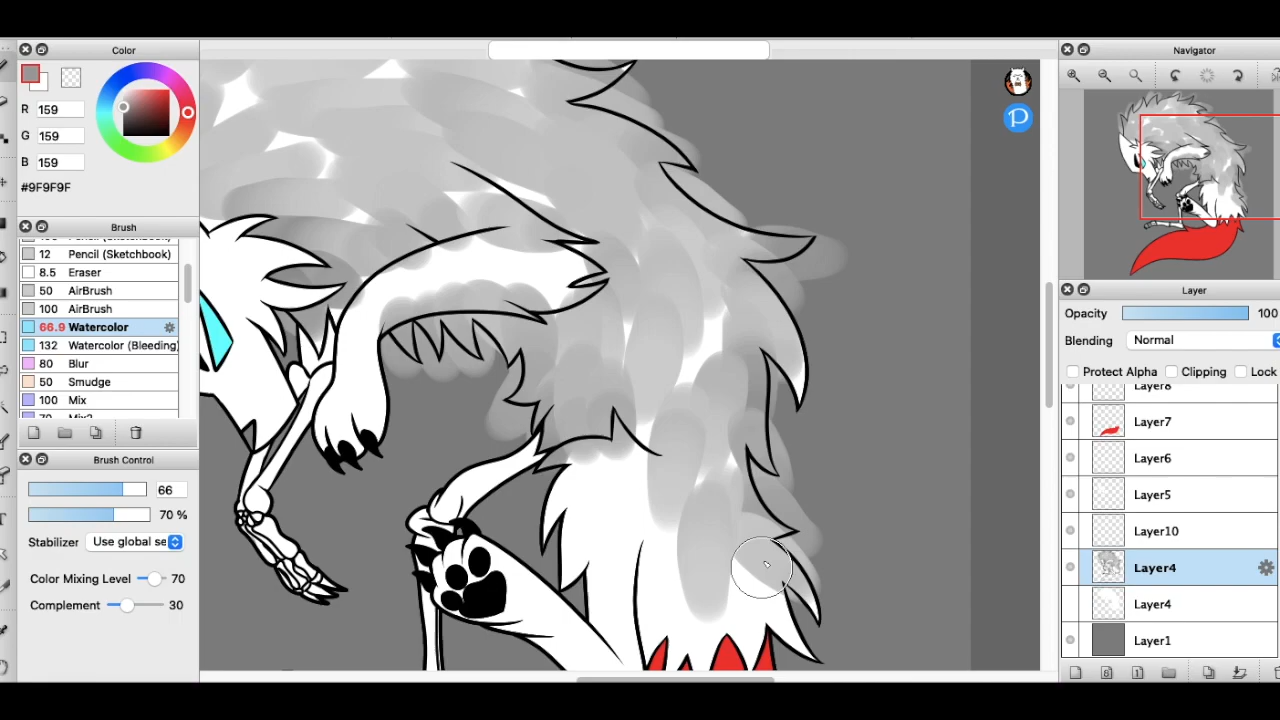 Color
R 159
G 159
B 159
#9F9F9F
Brush
12 Pencil (Sketchbook)
8.5 Eraser
50 AirBrush
100 AirBrush
66.9 Watercolor
132 Watercolor (Bleeding)
80 Blur
50 Smudge
100 Mix
Brush Control
66
70 %
Stabilizer Use global se
Color Mixing Level 70
Complement 30
P
Navigator
Layer
Opacity 100
Blending Normal
Protect Alpha Clipping Lock
Layer8
Layer7
Layer6
Layer5
Layer10
Layer4
Layer4
Layer1